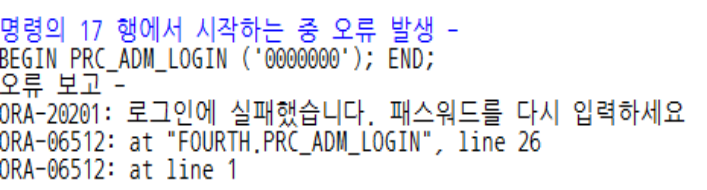 명령의 17 행에서 시작하는 중 오류 발생 -
BEGIN PRC_ADM_LOGIN ('0000000'); END;
오류 보고 -
ORA-20201: 로그인에 실패했습니다. 패스워드를 다시 입력하세요
ORA-06512: at "FOURTH.PRC_ADM_LOGIN", line 26
ORA-06512: at line 1